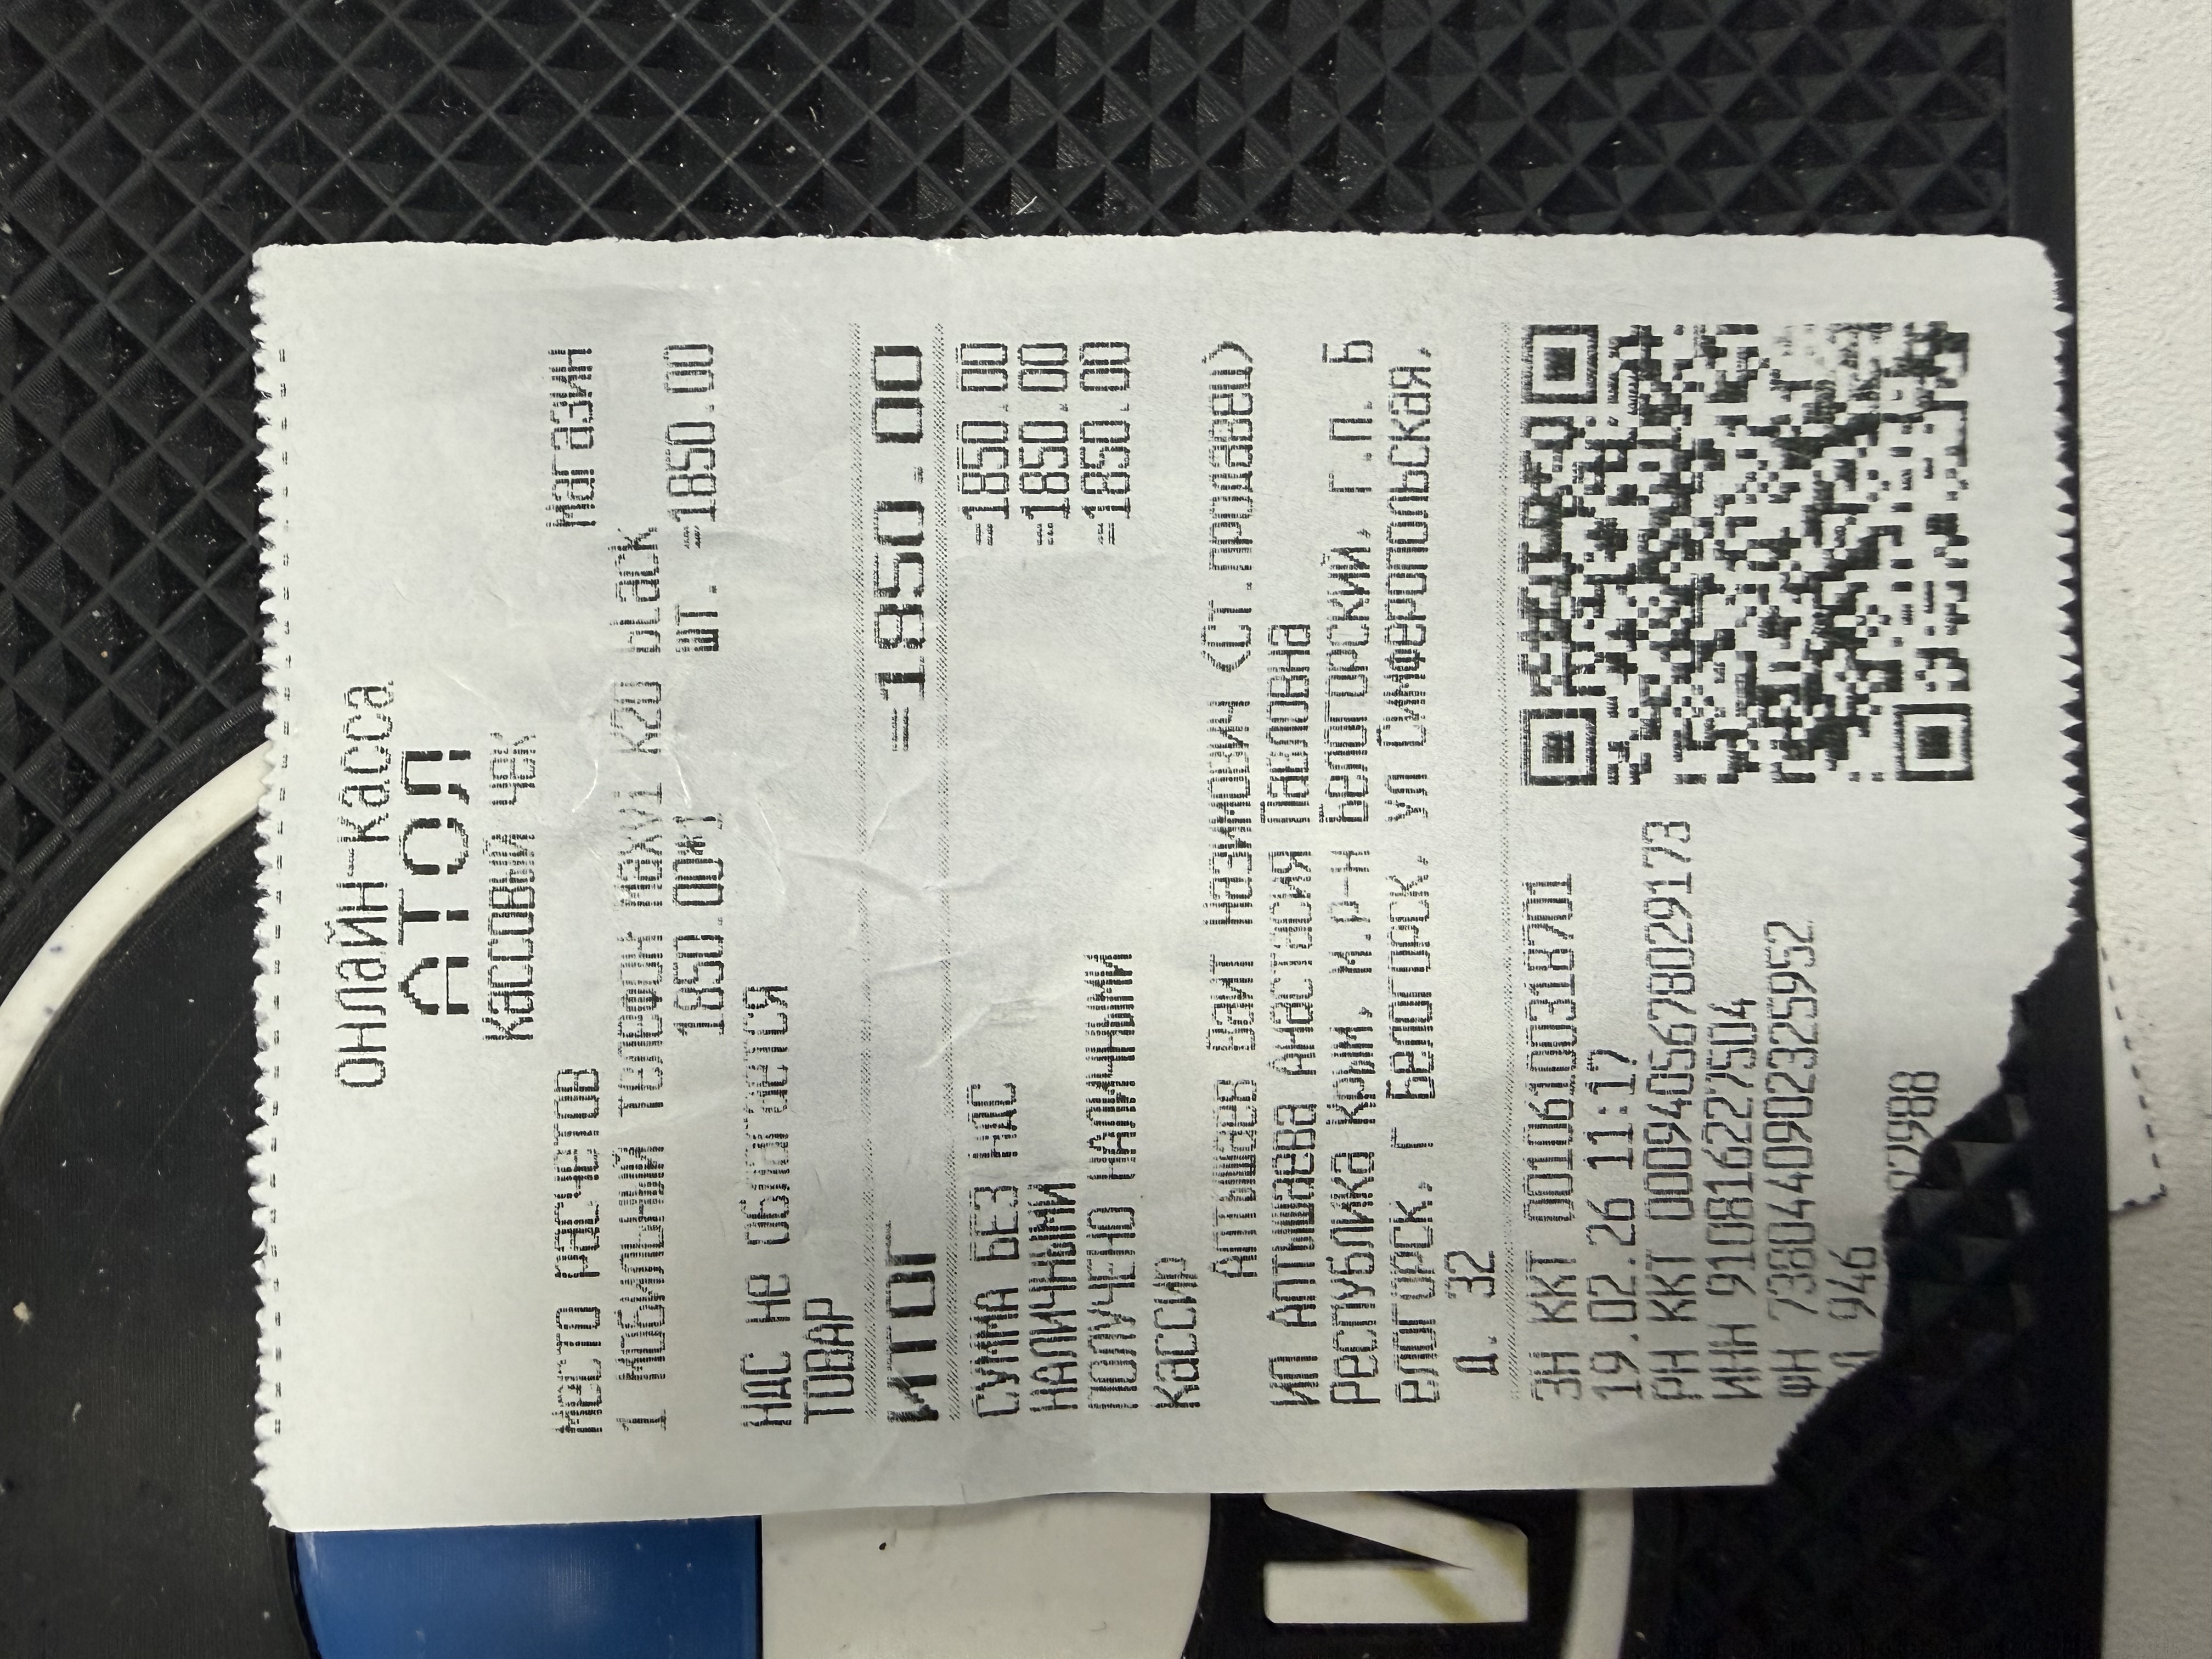 ОНЛАЙН-КАССА
АТОЛ
Кассовый чек
МЕСТО РАСЧЕТОВ Магазин
1 Мобильный телефон maxvi k20 black
1850.00*1 шт. =1850.00
НДС не облагается
ТОВАР
ИТОГ =1850.00
СУММА БЕЗ НДС =1850.00
НАЛИЧНЫМИ =1850.00
ПОЛУЧЕНО НАЛИЧНЫМИ =1850.00
Кассир
Аптышев Ваит Назимович (Ст.продавец)
ИП Аптышаева Анастасия Павловна
Республика Крым, м.р-н Белогорский, г.п. Б
елогорск, г Белогорск, ул Симферопольская,
д. 32
ЗН ККТ 00106100318701
19.02.26 11:17
РН ККТ 0009405678029173
ИНН 910816227504
ФН 7380440902325952
946